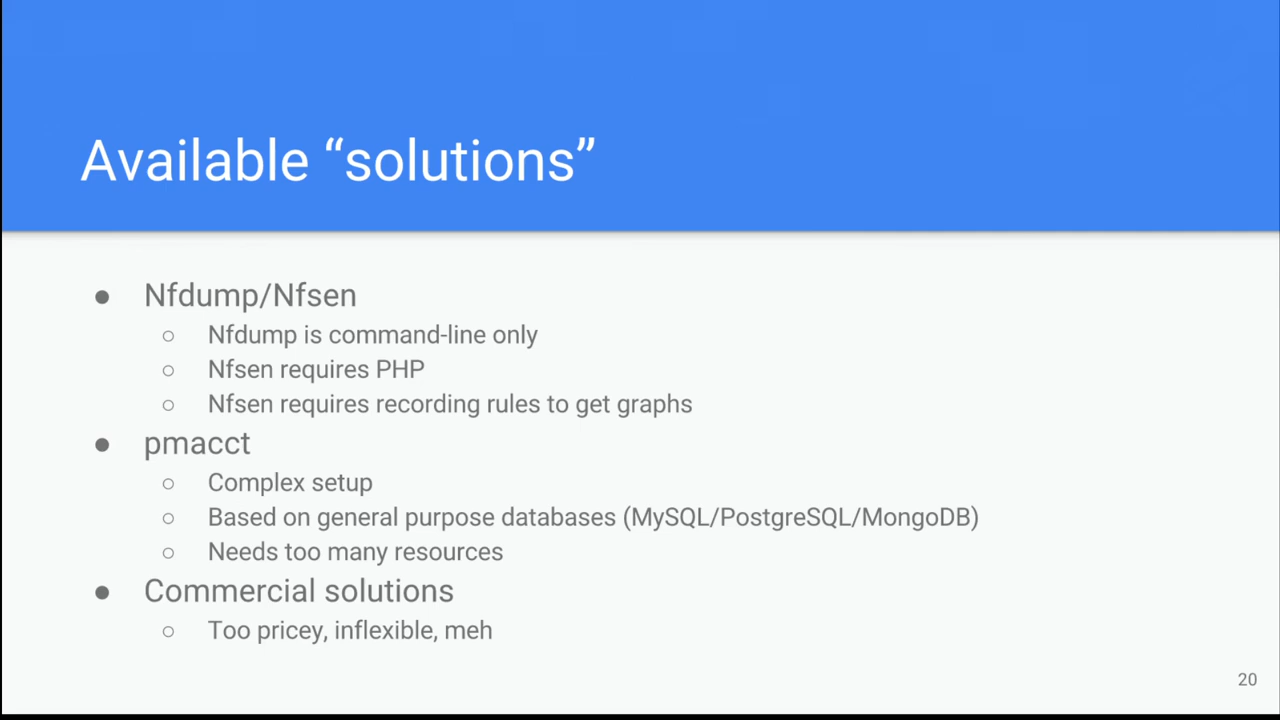 Available “solutions”
● Nfdump/Nfsen
○ Nfdump is command-line only
○ Nfsen requires PHP
○ Nfsen requires recording rules to get graphs
● pmacct
○ Complex setup
○ Based on general purpose databases (MySQL/PostgreSQL/MongoDB)
○ Needs too many resources
● Commercial solutions
○ Too pricey, inflexible, meh
20